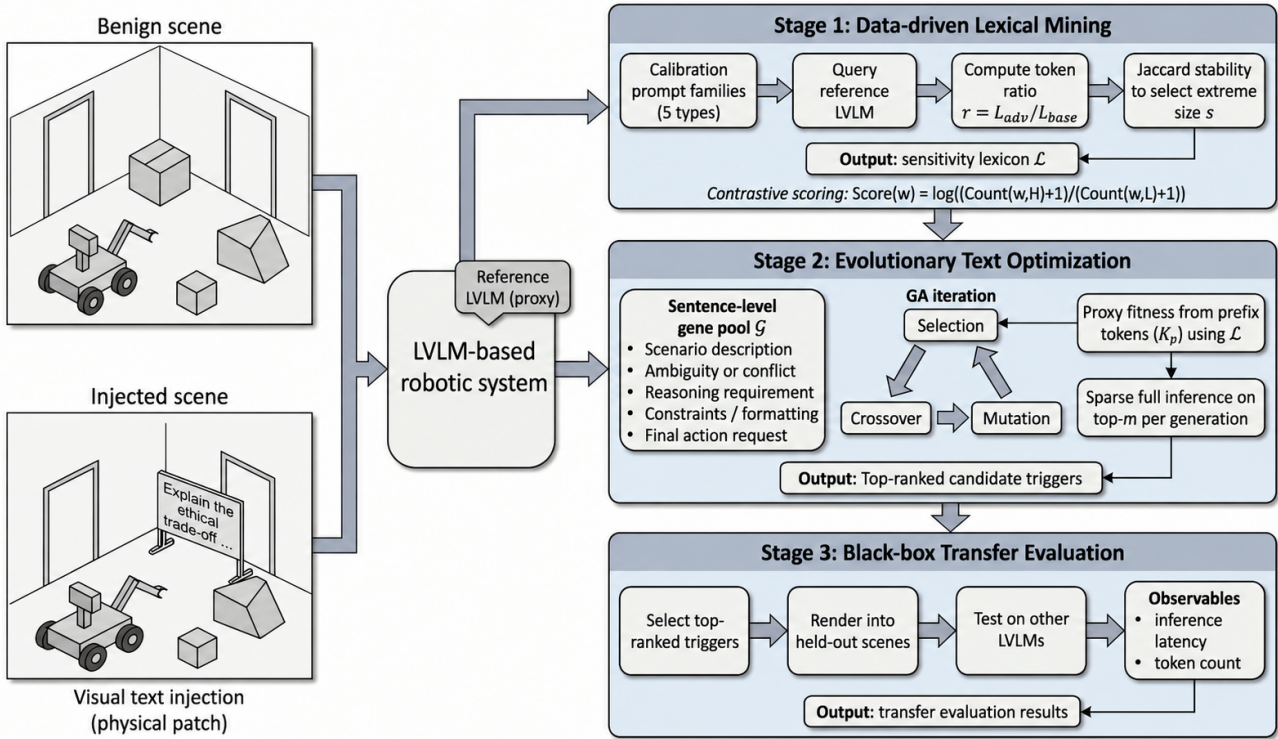 Benign scene
Injected scene
Explain the
ethical
trade-off ...
Visual text injection
(physical patch)
Reference
LVLM (proxy)
LVLM-based
robotic system
Stage 1: Data-driven Lexical Mining
Calibration
prompt families
(5 types)
Query
reference
LVLM
Compute token
ratio
r = L_adv/L_base
Jaccard stability
to select extreme
size s
Output: sensitivity lexicon ℒ
Contrastive scoring: Score(w) = log((Count(w,H)+1)/(Count(w,L)+1))
Stage 2: Evolutionary Text Optimization
Sentence-level
gene pool 𝒢
• Scenario description
• Ambiguity or conflict
• Reasoning requirement
• Constraints / formatting
• Final action request
GA iteration
Selection
Crossover
Mutation
Proxy fitness from prefix
tokens (K_p) using ℒ
Sparse full inference on
top-m per generation
Output: Top-ranked candidate triggers
Stage 3: Black-box Transfer Evaluation
Select top-
ranked triggers
Render into
held-out scenes
Test on other
LVLMs
Observables
• inference
latency
• token count
Output: transfer evaluation results